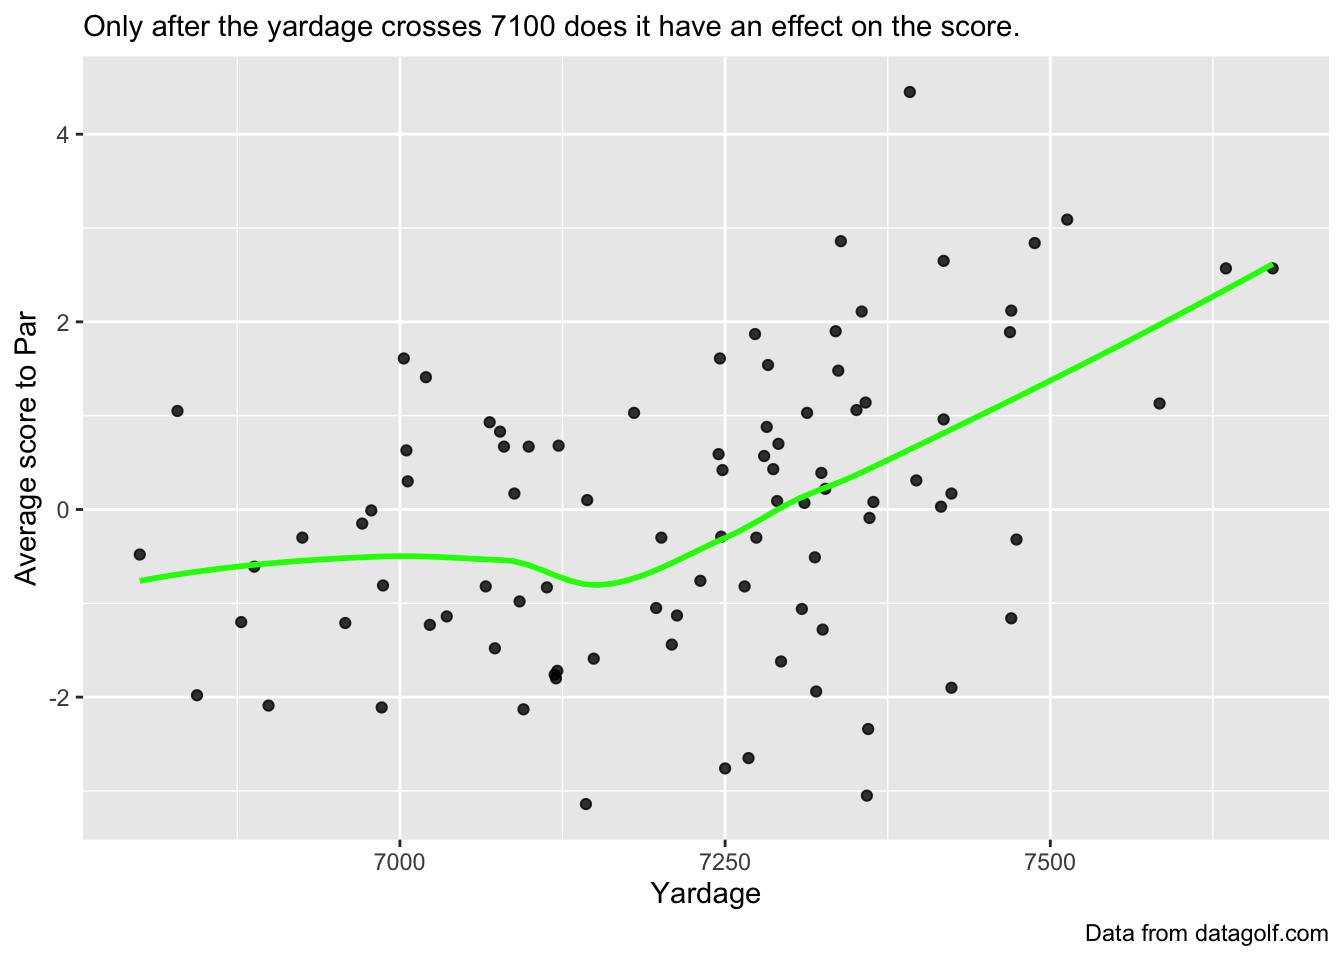 Only after the yardage crosses 7100 does it have an effect on the score.
4
2
0
-2
Average score to Par
7000 7250 7500
Yardage
Data from datagolf.com